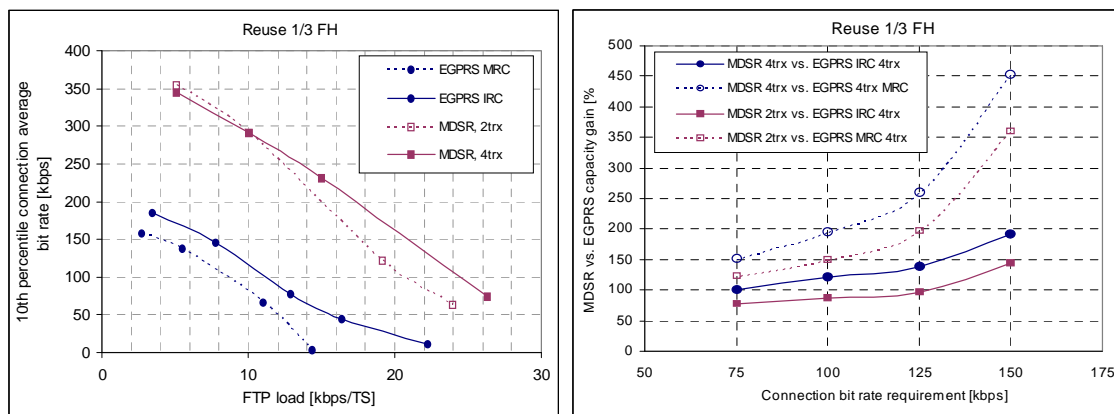 Reuse 1/3 FH
10th percentile connection average
bit rate [kbps]
400
350
300
250
200
150
100
50
0
EGPRS MRC
EGPRS IRC
MDSR, 2trx
MDSR, 4trx
0
10
20
30
FTP load [kbps/TS]
Reuse 1/3 FH
MDSR vs. EGPRS capacity gain [%
500
450
400
350
300
250
200
150
100
50
0
MDSR 4trx vs. EGPRS IRC 4trx
MDSR 4trx vs. EGPRS 4trx MRC
MDSR 2trx vs. EGPRS IRC 4trx
MDSR 2trx vs. EGPRS MRC 4trx
50
75
100
125
150
175
Connection bit rate requirement [kbps]